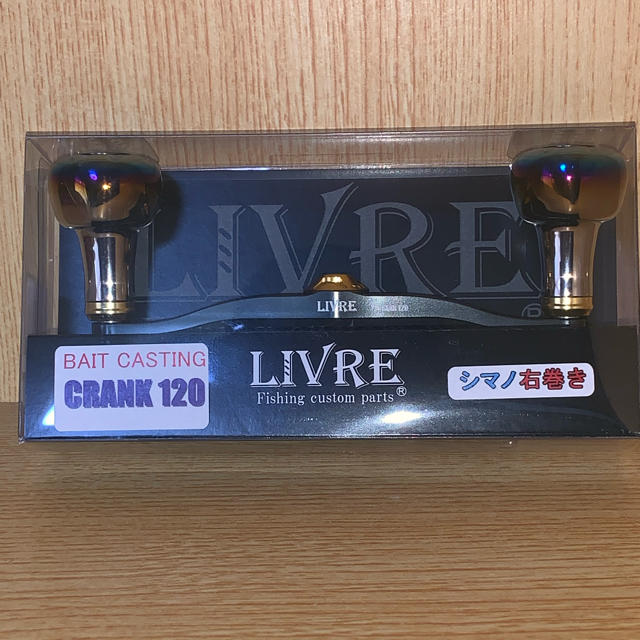 LIVRE
®
LIVRE
BAIT CASTING
CRANK 120
LIVRE®
Fishing custom parts
シマノ右巻き